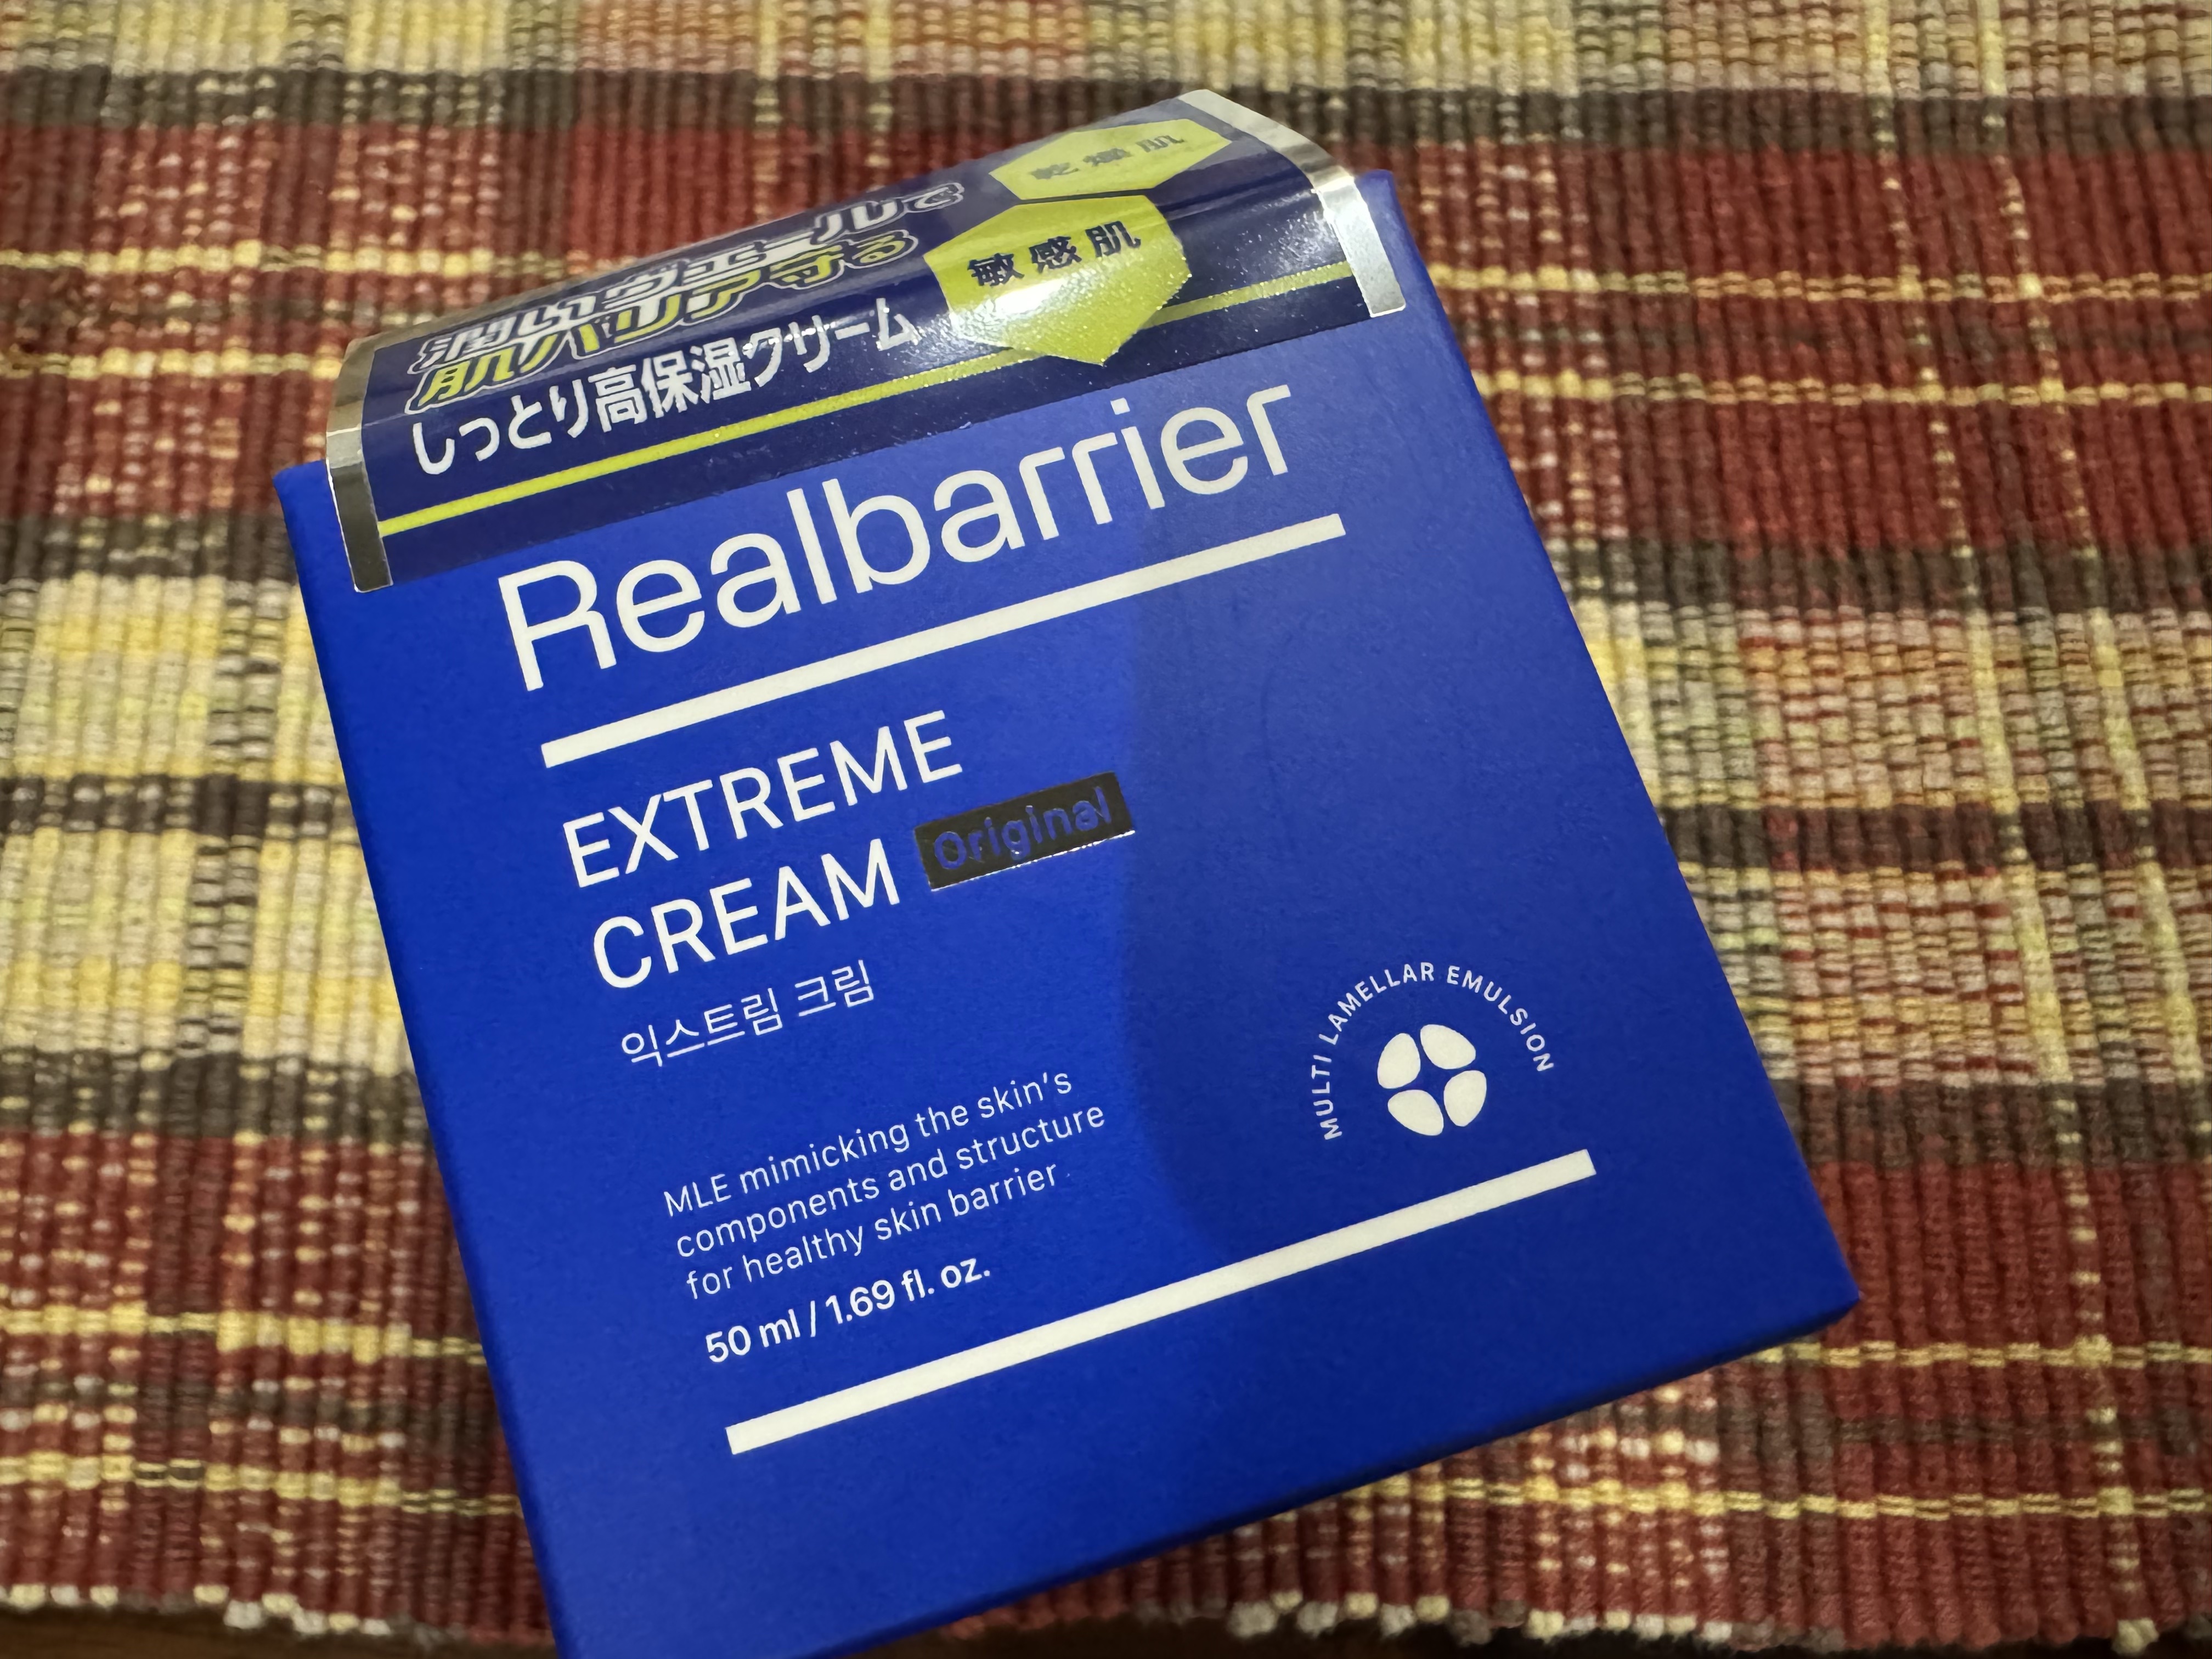 乾燥肌
敏感肌
潤いヴェールで
肌バリア守る
しっとり高保湿クリーム
Realbarrier
EXTREME
CREAM Original
익스트림 크림
MULTI LAMELLAR EMULSION
MLE mimicking the skin's
components and structure
for healthy skin barrier
50 ml / 1.69 fl. oz.